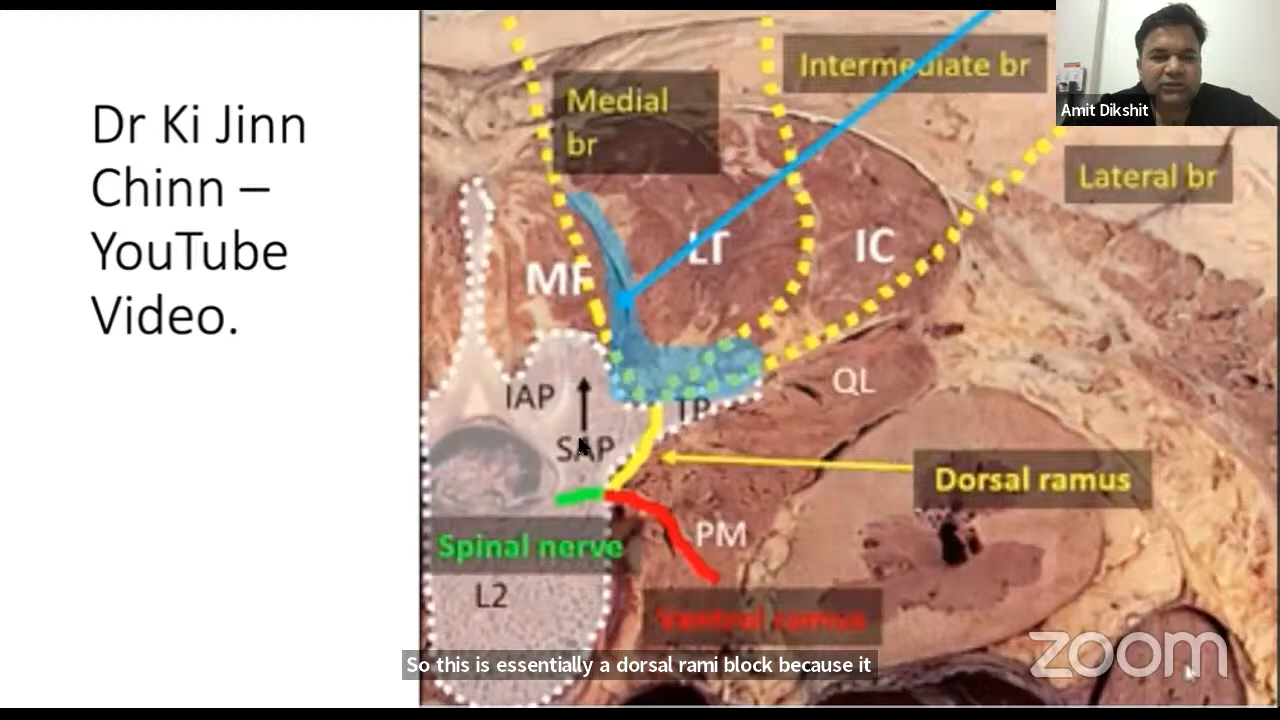 Dr Ki Jinn
Chinn –
YouTube
Video.
Medial
br
Intermediate br
Amit Dikshit
Lateral br
MF
LT
IC
IAP
TP
QL
SAP
Dorsal ramus
Spinal nerve
PM
L2
Ventral ramus
So this is essentially a dorsal rami block because it
zoom